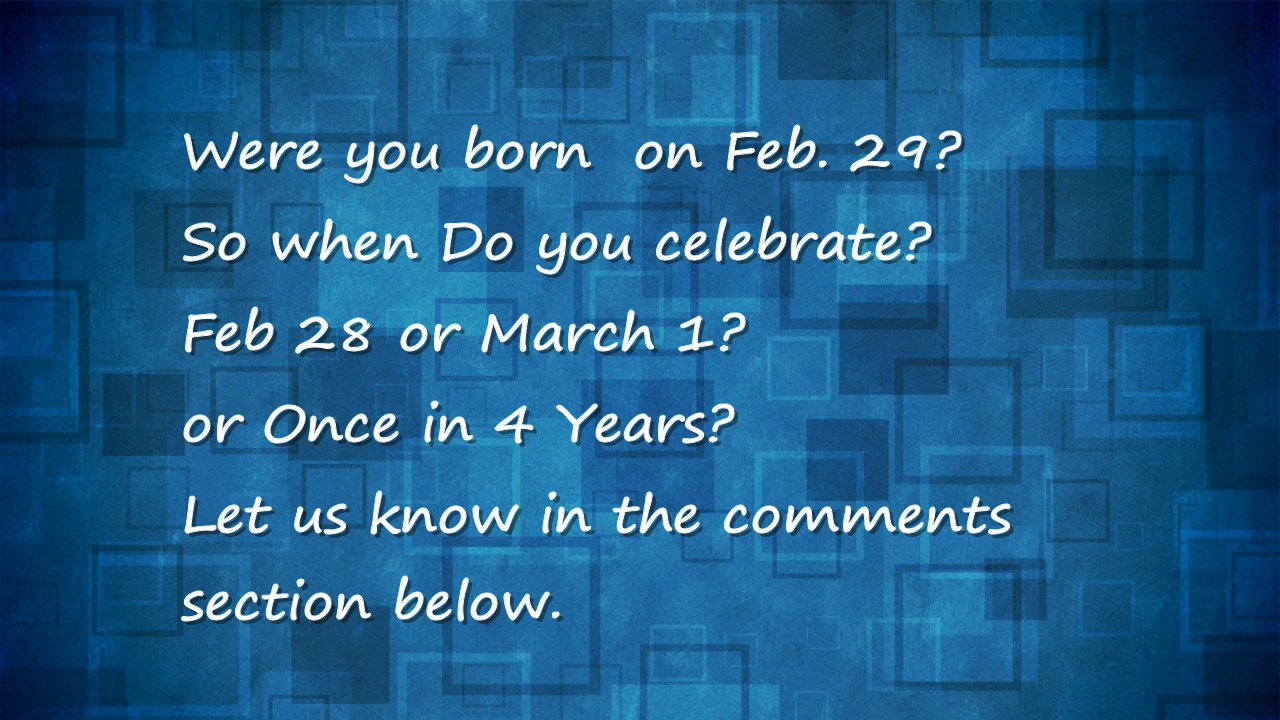 Were you born  on Feb. 29?
So when Do you celebrate?
Feb 28 or March 1?
or Once in 4 Years?
Let us know in the comments
section below.